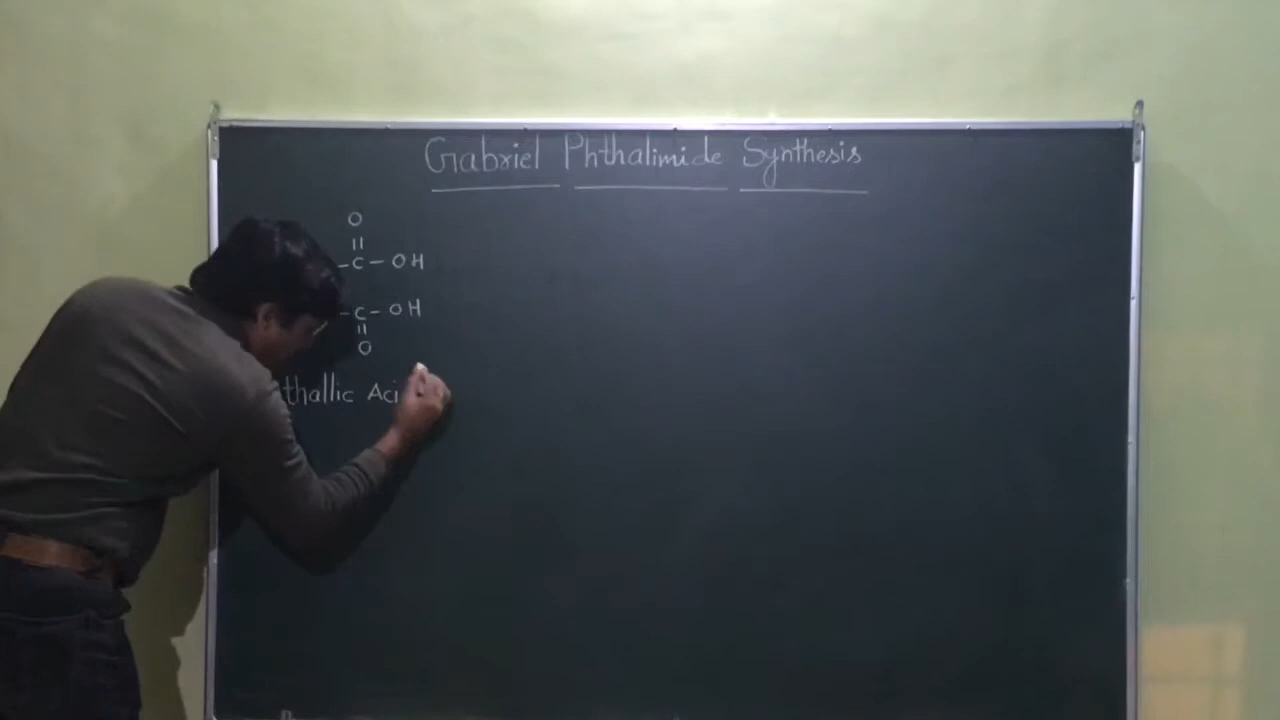 Gabriel Phthalimide Synthesis
O
||
-C-OH
-C-OH
||
O
thallic Aci